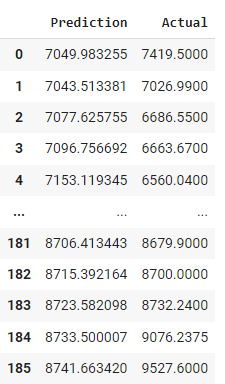 Prediction Actual
0 7049.983255 7419.5000
1 7043.513381 7026.9900
2 7077.625755 6686.5500
3 7096.756692 6663.6700
4 7153.119345 6560.0400
... ... ...
181 8706.413443 8679.9000
182 8715.392164 8700.0000
183 8723.582098 8732.2400
184 8733.500007 9076.2375
185 8741.663420 9527.6000